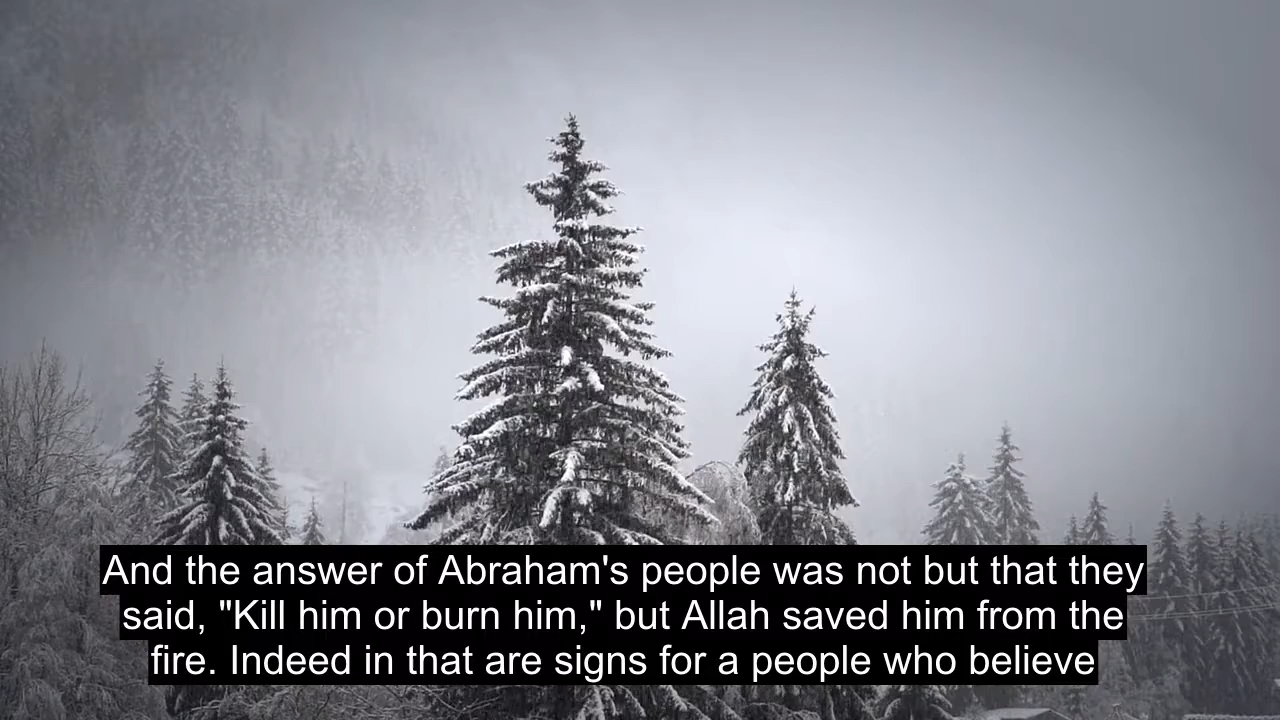 And the answer of Abraham's people was not but that they
said, "Kill him or burn him," but Allah saved him from the
fire. Indeed in that are signs for a people who believe